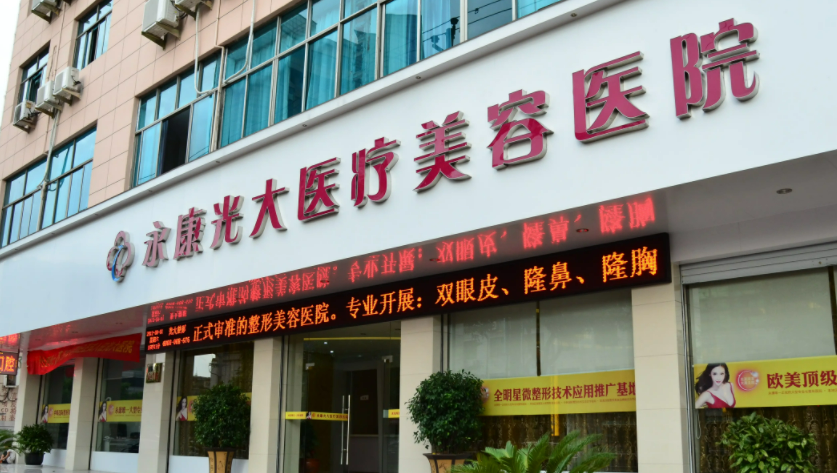 永康光大医疗美容医院
正式审准的整形美容医院。专业开展：双眼皮、隆鼻、隆胸
全明星微整形技术应用推广基地
欧美顶级